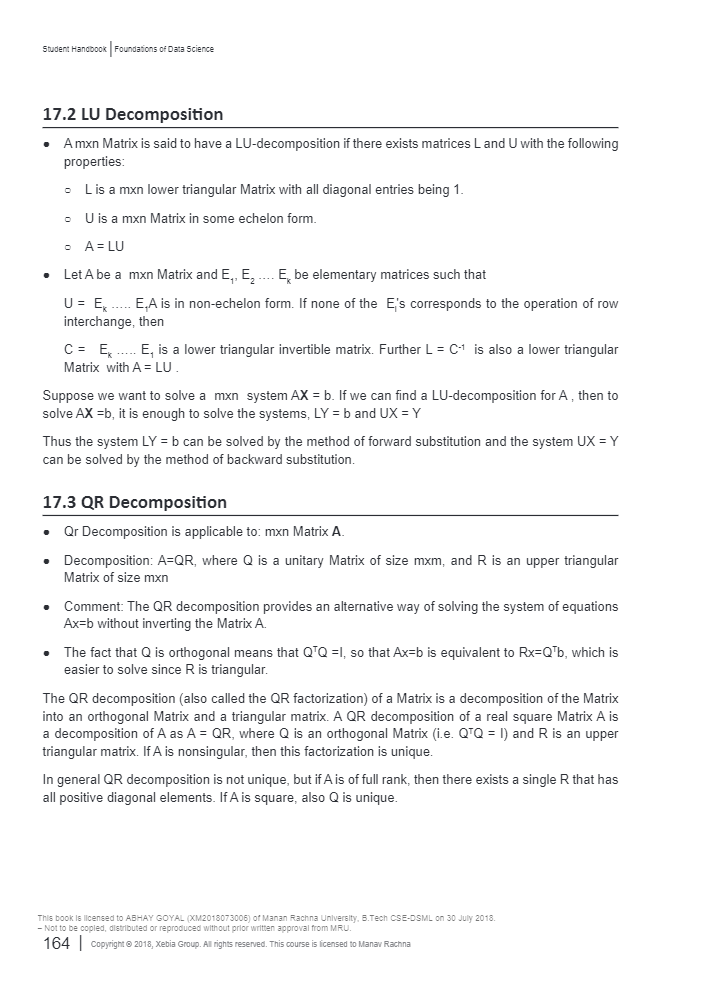 Student Handbook | Foundations of Data Science
17.2 LU Decomposition
● A mxn Matrix is said to have a LU-decomposition if there exists matrices L and U with the following
properties:
○ L is a mxn lower triangular Matrix with all diagonal entries being 1.
○ U is a mxn Matrix in some echelon form.
○ A = LU
● Let A be a mxn Matrix and E₁, E₂ .... Eₖ be elementary matrices such that
U = Eₖ ..... E₁A is in non-echelon form. If none of the Eᵢ's corresponds to the operation of row
interchange, then
C = Eₖ ..... E₁ is a lower triangular invertible matrix. Further L = C⁻¹ is also a lower triangular
Matrix with A = LU .
Suppose we want to solve a mxn system AX = b. If we can find a LU-decomposition for A , then to
solve AX =b, it is enough to solve the systems, LY = b and UX = Y
Thus the system LY = b can be solved by the method of forward substitution and the system UX = Y
can be solved by the method of backward substitution.
17.3 QR Decomposition
● Qr Decomposition is applicable to: mxn Matrix A.
● Decomposition: A=QR, where Q is a unitary Matrix of size mxm, and R is an upper triangular
Matrix of size mxn
● Comment: The QR decomposition provides an alternative way of solving the system of equations
Ax=b without inverting the Matrix A.
● The fact that Q is orthogonal means that QᵀQ =I, so that Ax=b is equivalent to Rx=Qᵀb, which is
easier to solve since R is triangular.
The QR decomposition (also called the QR factorization) of a Matrix is a decomposition of the Matrix
into an orthogonal Matrix and a triangular matrix. A QR decomposition of a real square Matrix A is
a decomposition of A as A = QR, where Q is an orthogonal Matrix (i.e. QᵀQ = I) and R is an upper
triangular matrix. If A is nonsingular, then this factorization is unique.
In general QR decomposition is not unique, but if A is of full rank, then there exists a single R that has
all positive diagonal elements. If A is square, also Q is unique.
This book is licensed to ABHAY GOYAL (XM2018073006) of Manan Rachna University, B.Tech CSE-DSML on 30 July 2018.
– Not to be copied, distributed or reproduced without prior written approval from MRU.
164 | Copyright © 2018, Xebia Group. All rights reserved. This course is licensed to Manav Rachna